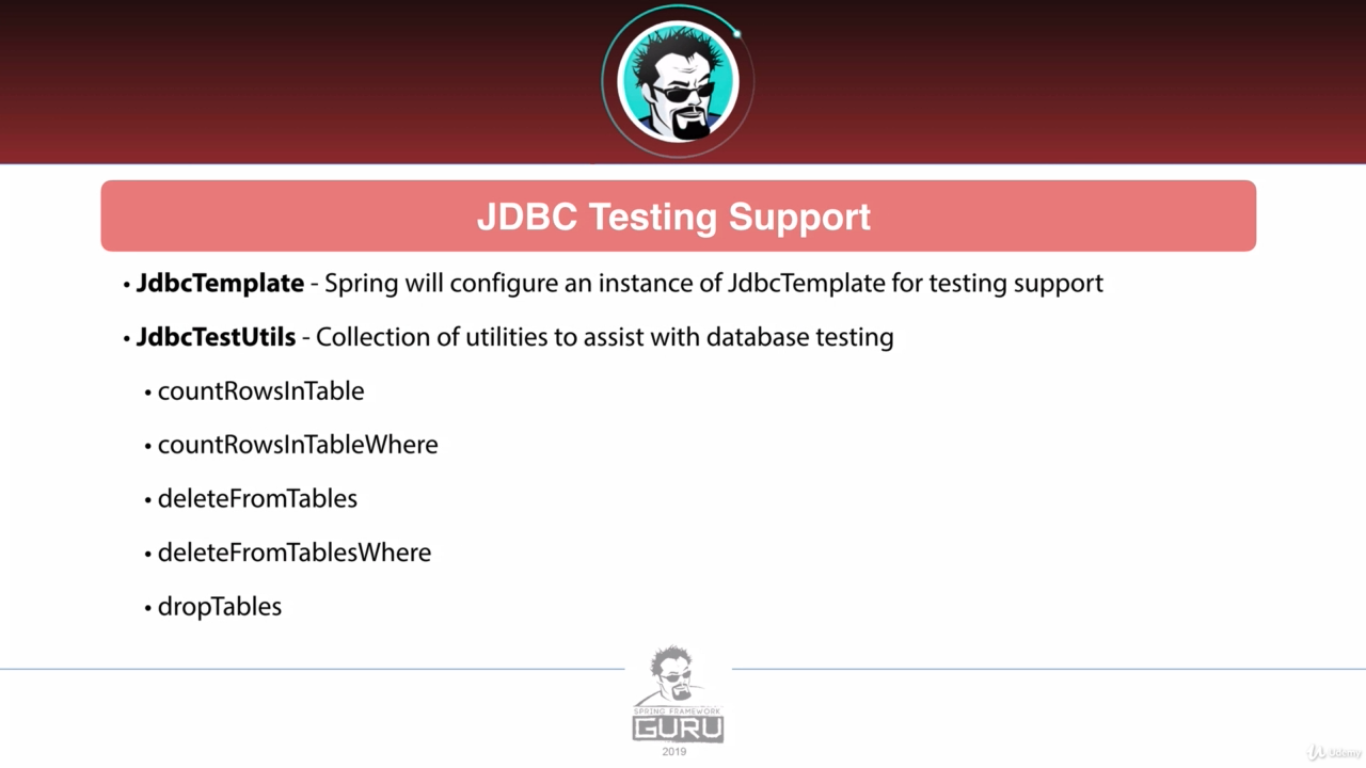 JDBC Testing Support
• JdbcTemplate - Spring will configure an instance of JdbcTemplate for testing support
• JdbcTestUtils - Collection of utilities to assist with database testing
• countRowsInTable
• countRowsInTableWhere
• deleteFromTables
• deleteFromTablesWhere
• dropTables
SPRING FRAMEWORK
GURU
2019
Udemy